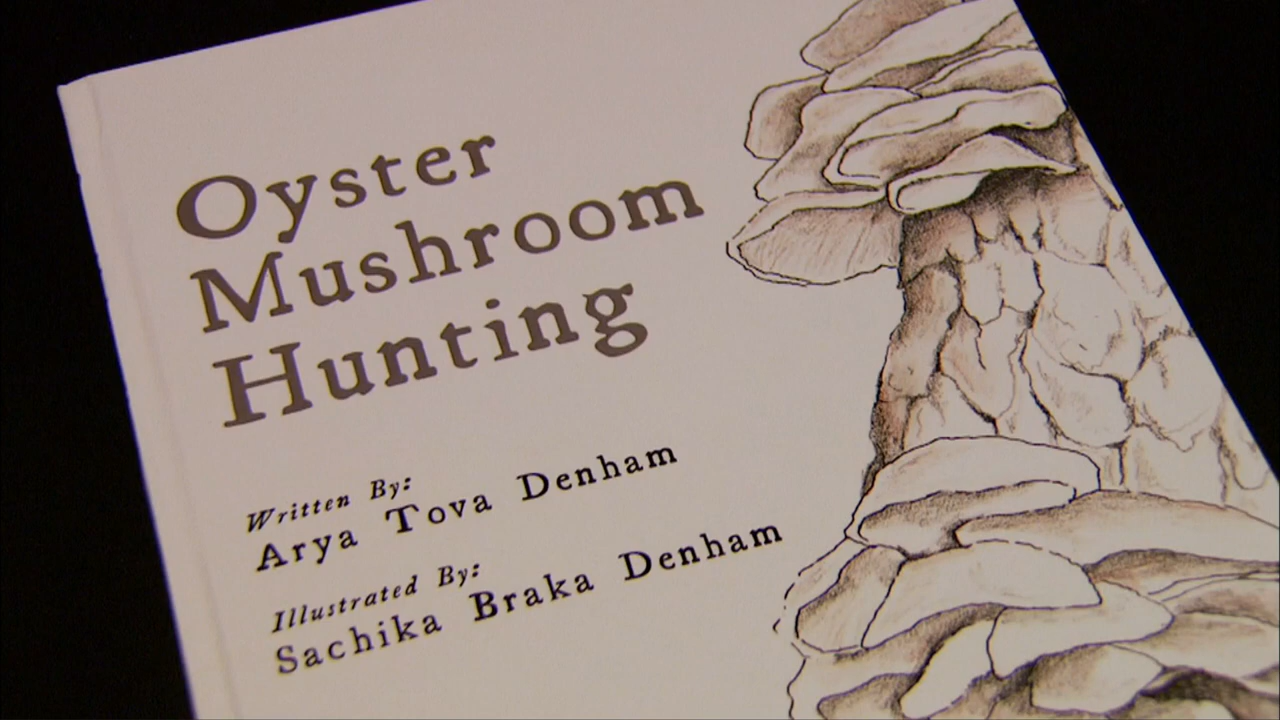 Oyster
Mushroom
Hunting
Written By:
Arya Tova Denham
Illustrated By:
Sachika Braka Denham